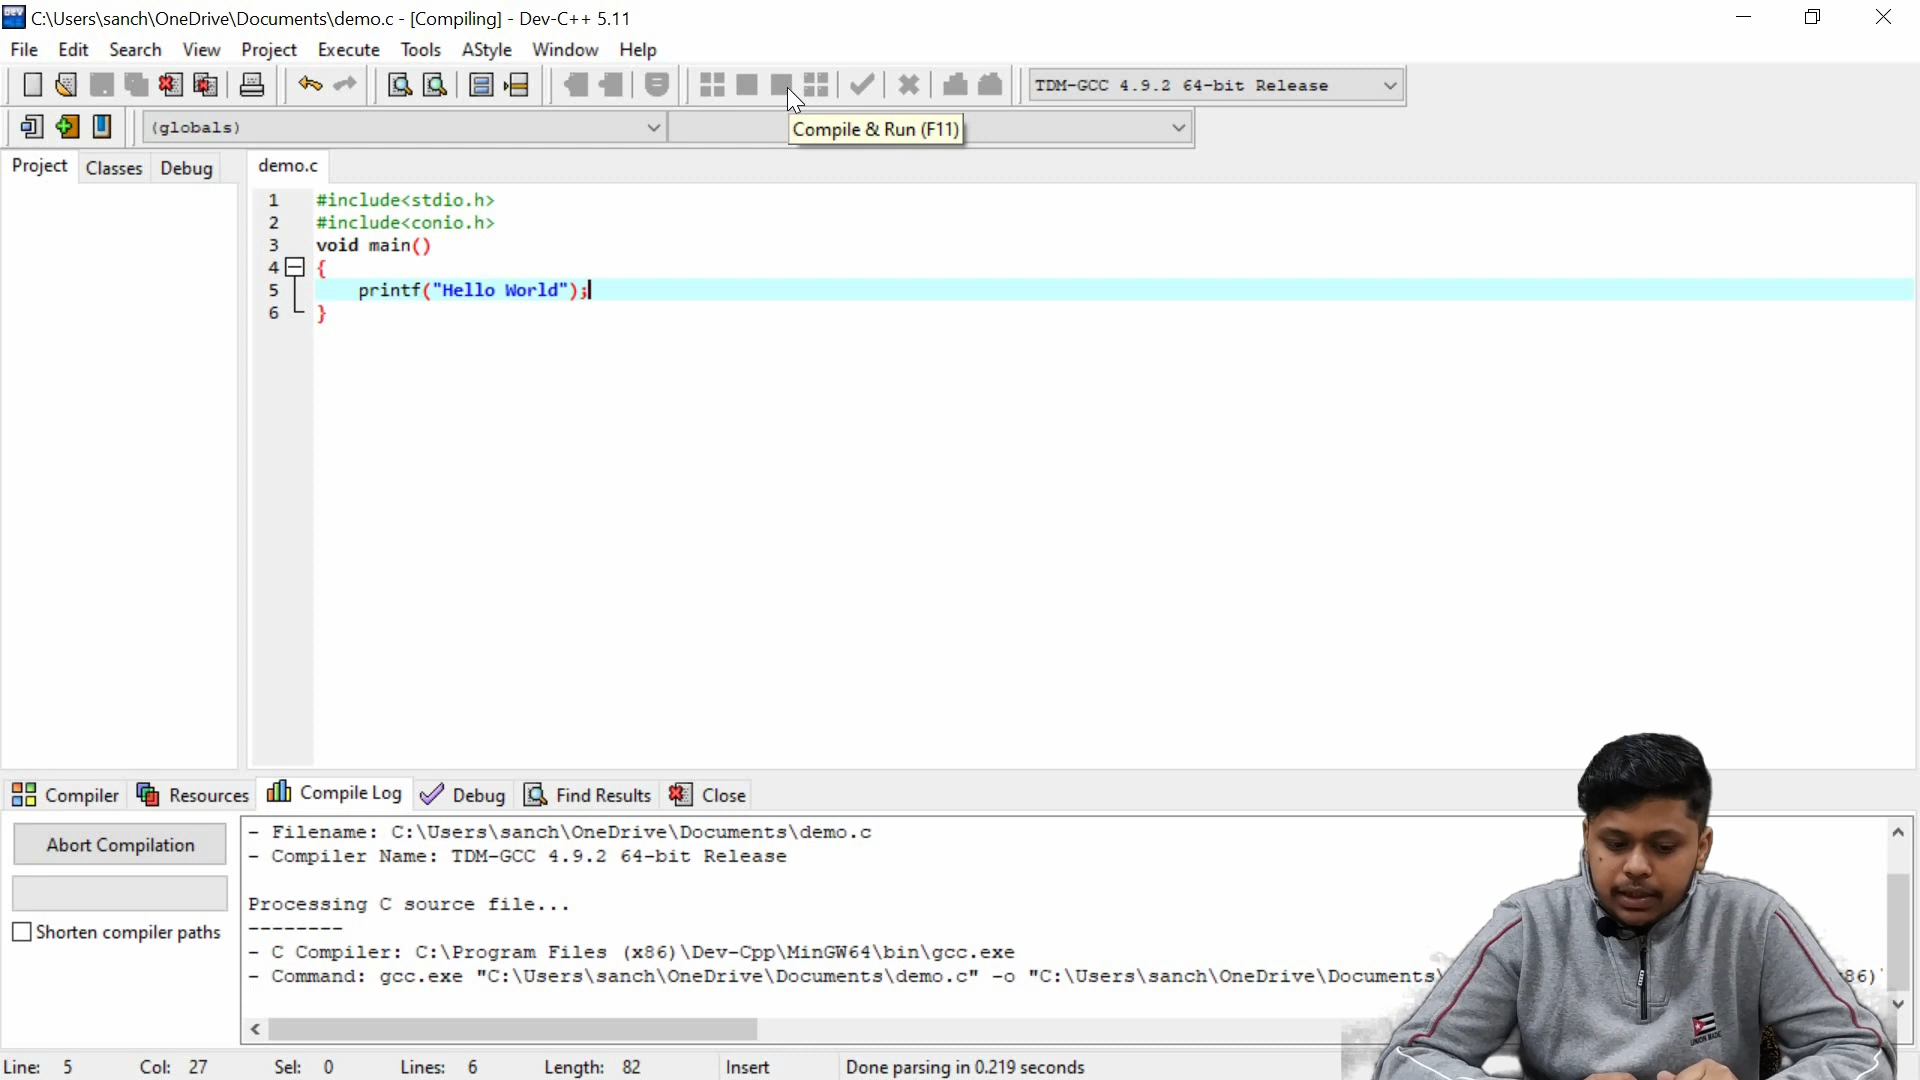 C:\Users\sanch\OneDrive\Documents\demo.c - [Compiling] - Dev-C++ 5.11
File Edit Search View Project Execute Tools AStyle Window Help
TDM-GCC 4.9.2 64-bit Release
(globals)
Compile & Run (F11)
Project Classes Debug demo.c
1 #include<stdio.h>
2 #include<conio.h>
3 void main()
4 {
5 printf("Hello World");
6 }
Compiler Resources Compile Log Debug Find Results Close
Abort Compilation
Shorten compiler paths
- Filename: C:\Users\sanch\OneDrive\Documents\demo.c
- Compiler Name: TDM-GCC 4.9.2 64-bit Release
Processing C source file...
--------
- C Compiler: C:\Program Files (x86)\Dev-Cpp\MinGW64\bin\gcc.exe
- Command: gcc.exe "C:\Users\sanch\OneDrive\Documents\demo.c" -o "C:\Users\sanch\OneDrive\Documents\ x86)
Line: 5 Col: 27 Sel: 0 Lines: 6 Length: 82 Insert Done parsing in 0.219 seconds